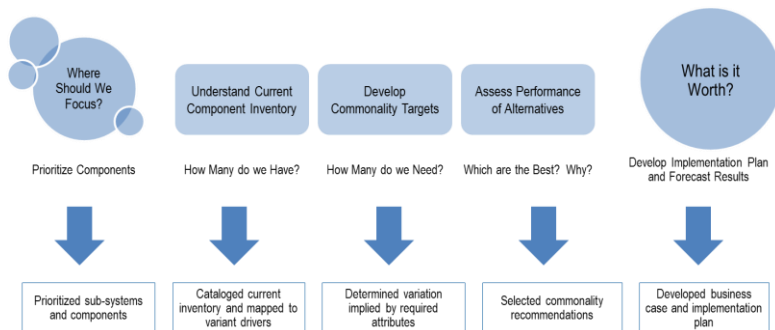 Where
Should We
Focus?
Understand Current
Component Inventory
Develop
Commonality Targets
Assess Performance
of Alternatives
What is it
Worth?
Prioritize Components
How Many do we Have?
How Many do we Need?
Which are the Best? Why?
Develop Implementation Plan
and Forecast Results
Prioritized sub-systems
and components
Cataloged current
inventory and mapped to
variant drivers
Determined variation
implied by required
attributes
Selected commonality
recommendations
Developed business
case and implementation
plan